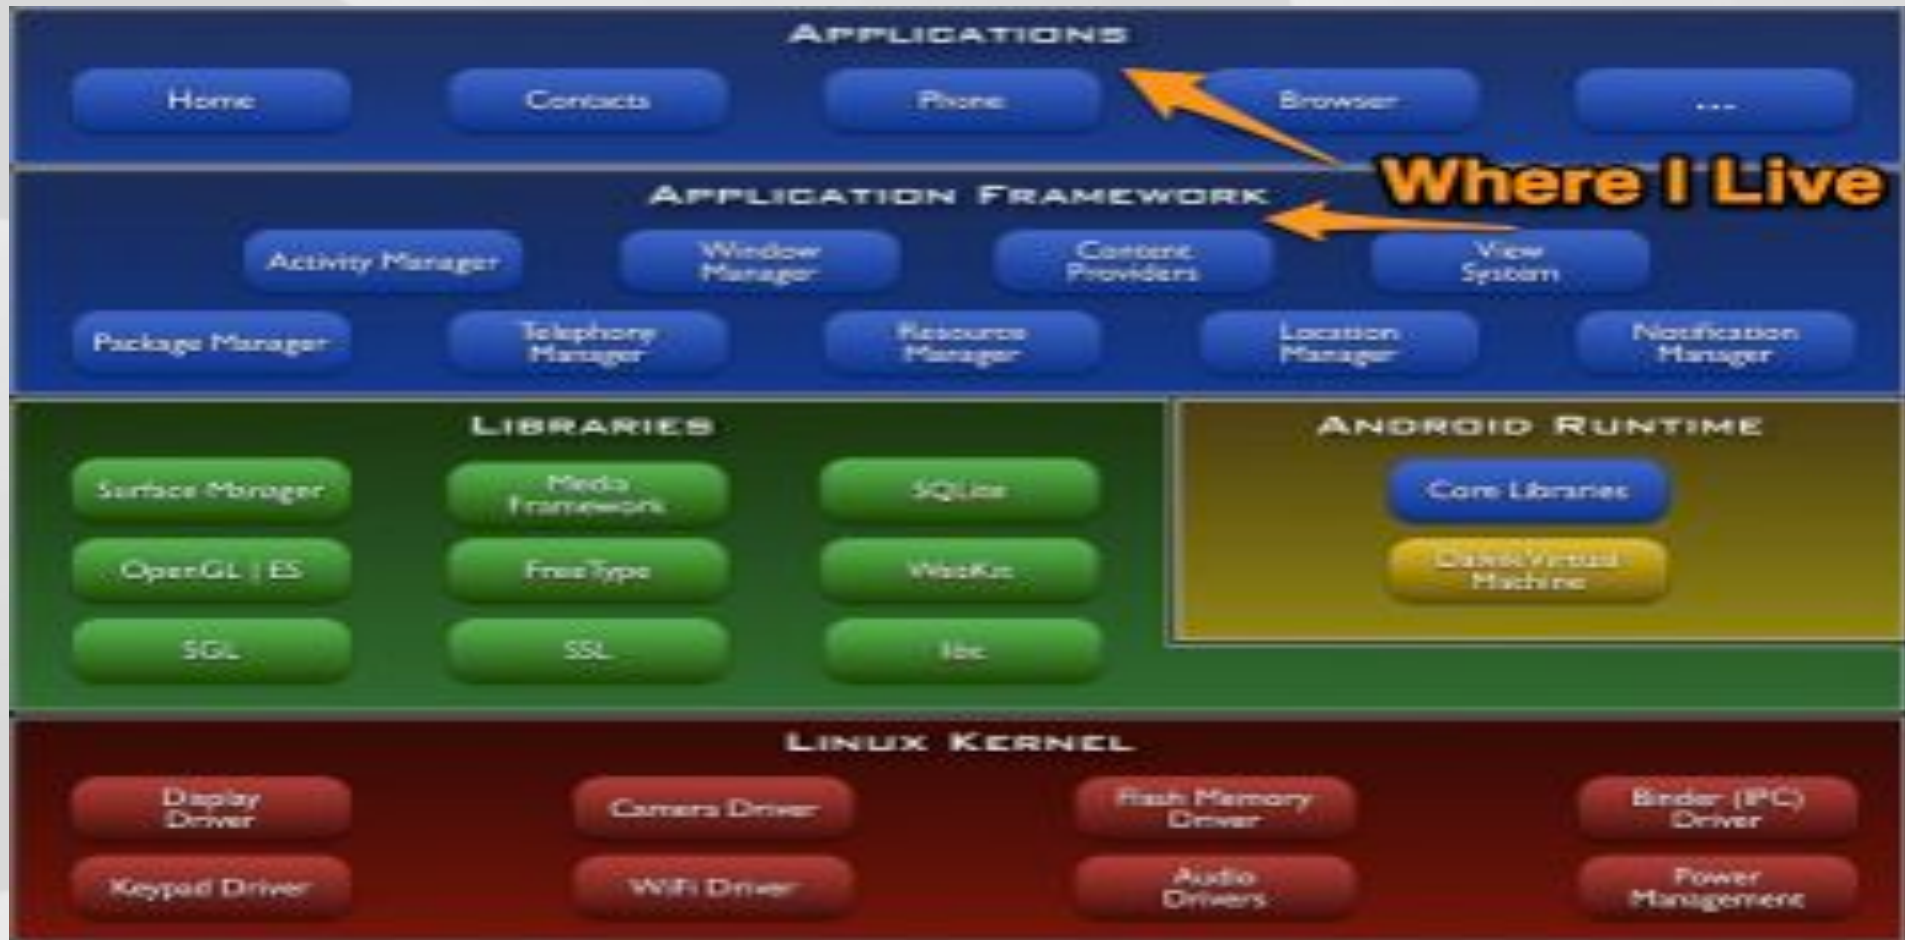 APPLICATIONS
Home
Contacts
Phone
Browser
...
Where I Live
APPLICATION FRAMEWORK
Activity Manager
Window
Manager
Content
Providers
View
System
Package Manager
Telephony
Manager
Resource
Manager
Location
Manager
Notification
Manager
LIBRARIES
Surface Manager
Media
Framework
SQLite
OpenGL | ES
FreeType
WebKit
SGL
SSL
libc
ANDROID RUNTIME
Core Libraries
Dalvik Virtual
Machine
LINUX KERNEL
Display
Driver
Camera Driver
Flash Memory
Driver
Binder (IPC)
Driver
Keypad Driver
WiFi Driver
Audio
Drivers
Power
Management